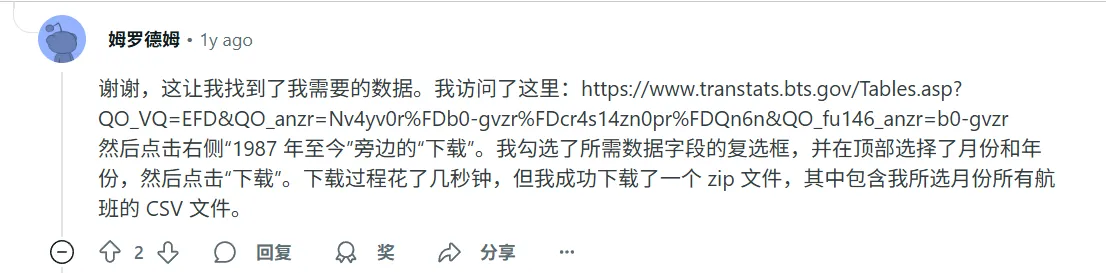 姆罗德姆 • 1y ago
谢谢，这让我找到了我需要的数据。我访问了这里：https://www.transtats.bts.gov/Tables.asp?
QO_VQ=EFD&QO_anzr=Nv4yv0r%FDb0-gvzr%FDcr4s14zn0pr%FDQn6n&QO_fu146_anzr=b0-gvzr
然后点击右侧“1987 年至今”旁边的“下载”。我勾选了所需数据字段的复选框，并在顶部选择了月份和年
份，然后点击“下载”。下载过程花了几秒钟，但我成功下载了一个 zip 文件，其中包含我所选月份所有航
班的 CSV 文件。
2 回复 奖 分享 ···